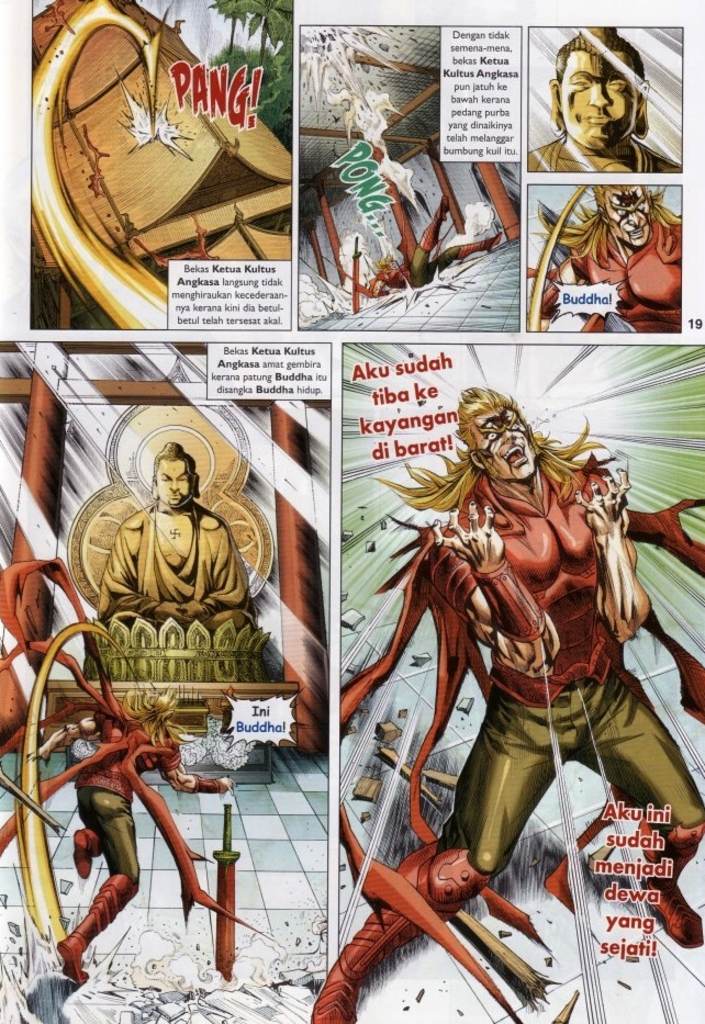 PANG!
Bekas Ketua Kultus
Angkasa langsung tidak
menghiraukan kecederaan-
nya kerana kini dia betul-
betul telah tersesat akal.
Dengan tidak
semena-mena,
bekas Ketua
Kultus Angkasa
pun jatuh ke
bawah kerana
pedang purba
yang dinaikinya
telah melanggar
bumbung kuil itu.
PONG...
Buddha!
19
Bekas Ketua Kultus
Angkasa amat gembira
kerana patung Buddha itu
disangka Buddha hidup.
Ini
Buddha!
Aku sudah
tiba ke
kayangan
di barat!
Aku ini
sudah
menjadi
dewa
yang
sejati!